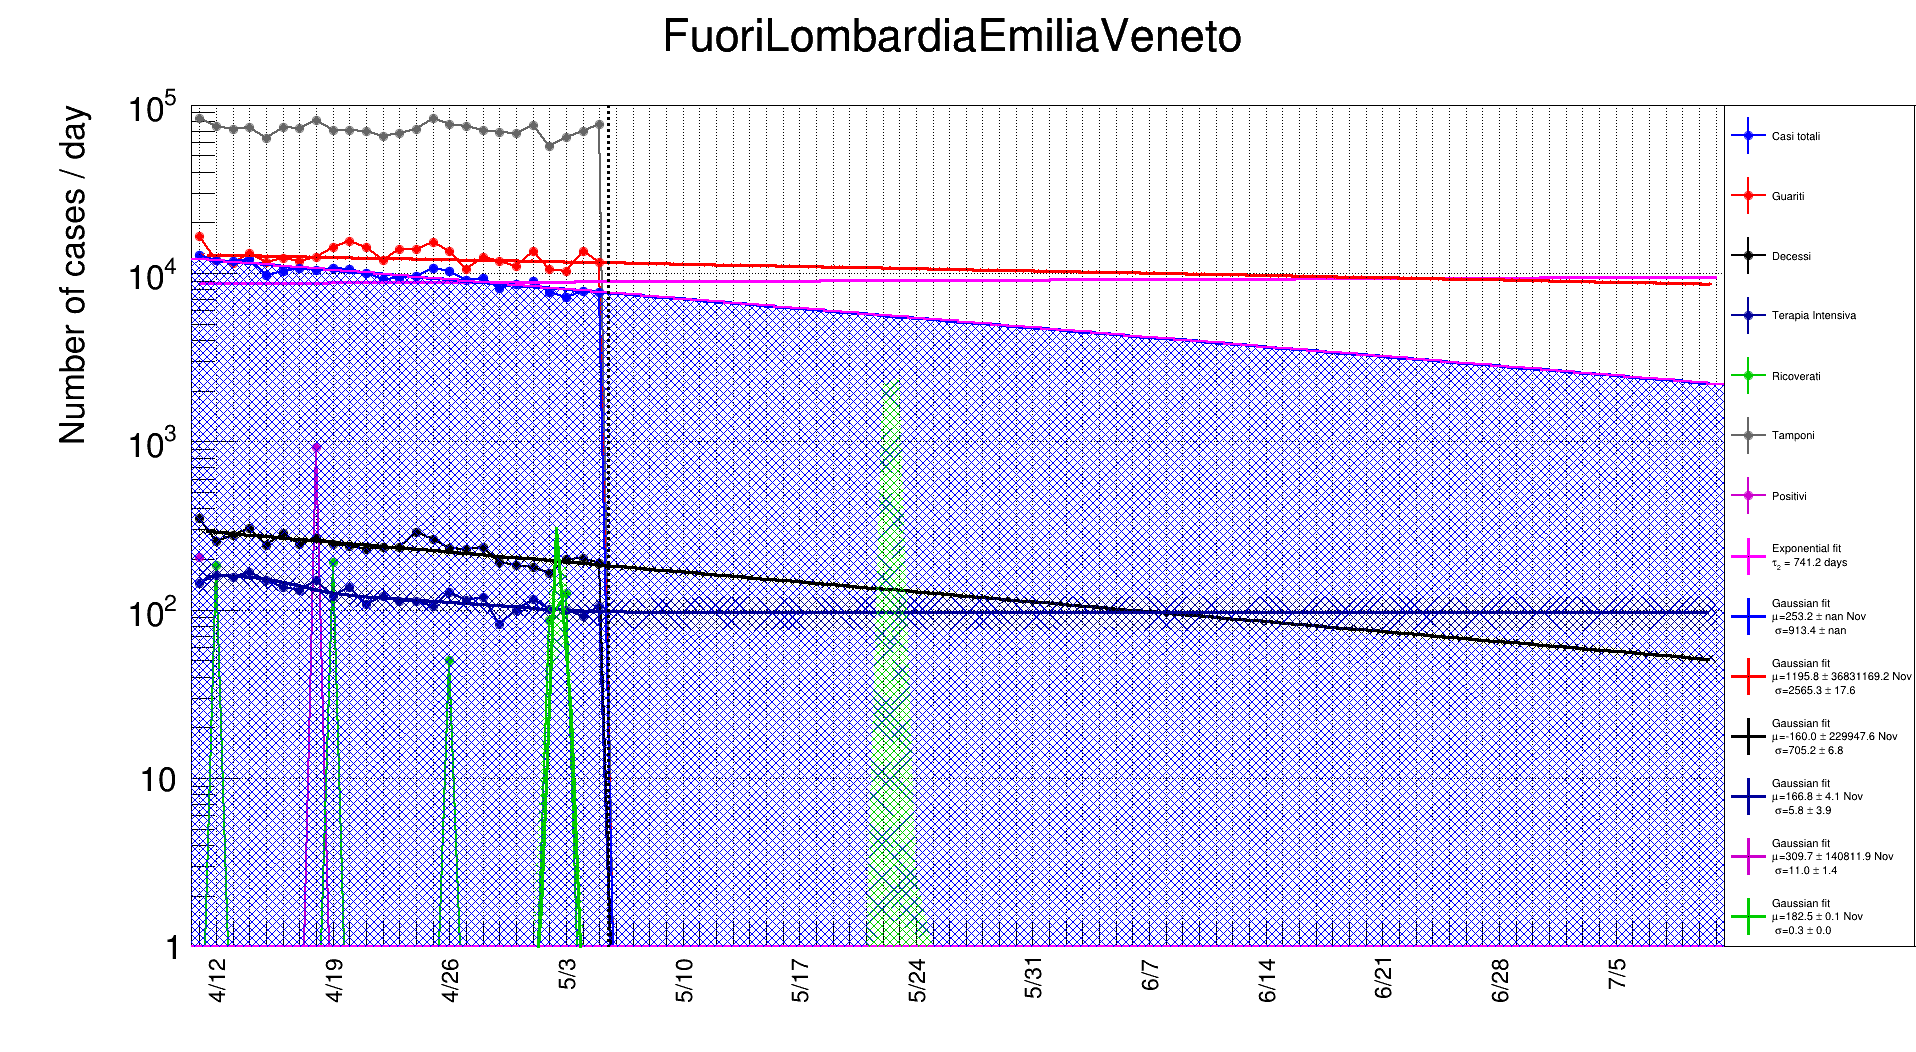 FuoriLombardiaEmiliaVeneto
Number of cases / day
10^5
10^4
10^3
10^2
10
1
4/12
4/19
4/26
5/3
5/10
5/17
5/24
5/31
6/7
6/14
6/21
6/28
7/5
Casi totali
Guariti
Decessi
Terapia Intensiva
Ricoverati
Tamponi
Positivi
Exponential fit
τ₂ = 741.2 days
Gaussian fit
μ=253.2 ± nan Nov
σ=913.4 ± nan
Gaussian fit
μ=1195.8 ± 36831169.2 Nov
σ=2565.3 ± 17.6
Gaussian fit
μ=-160.0 ± 229947.6 Nov
σ=705.2 ± 6.8
Gaussian fit
μ=166.8 ± 4.1 Nov
σ=5.8 ± 3.9
Gaussian fit
μ=309.7 ± 140811.9 Nov
σ=11.0 ± 1.4
Gaussian fit
μ=182.5 ± 0.1 Nov
σ=0.3 ± 0.0